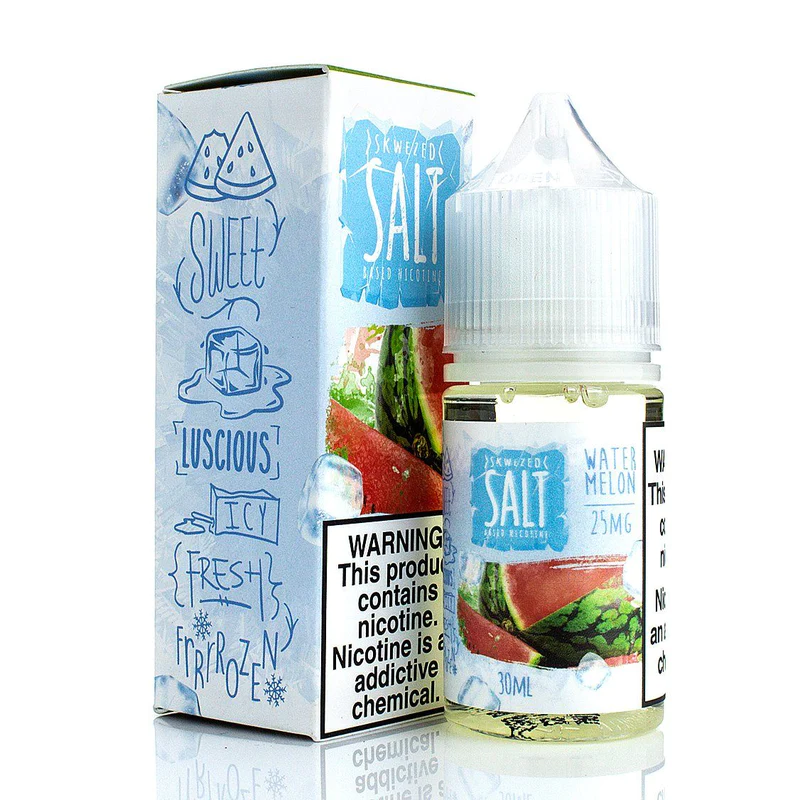 SWEET
LUSCIOUS
ICY
FRESH
FRrRrOZEN
SKWEZED
SALT
BASED NICOTINE
WARNING:
This product
contains
nicotine.
Nicotine is an
addictive
chemical.
OPEN
SKWEZED
SALT
BASED NICOTINE
WATER
MELON
25MG
30ML